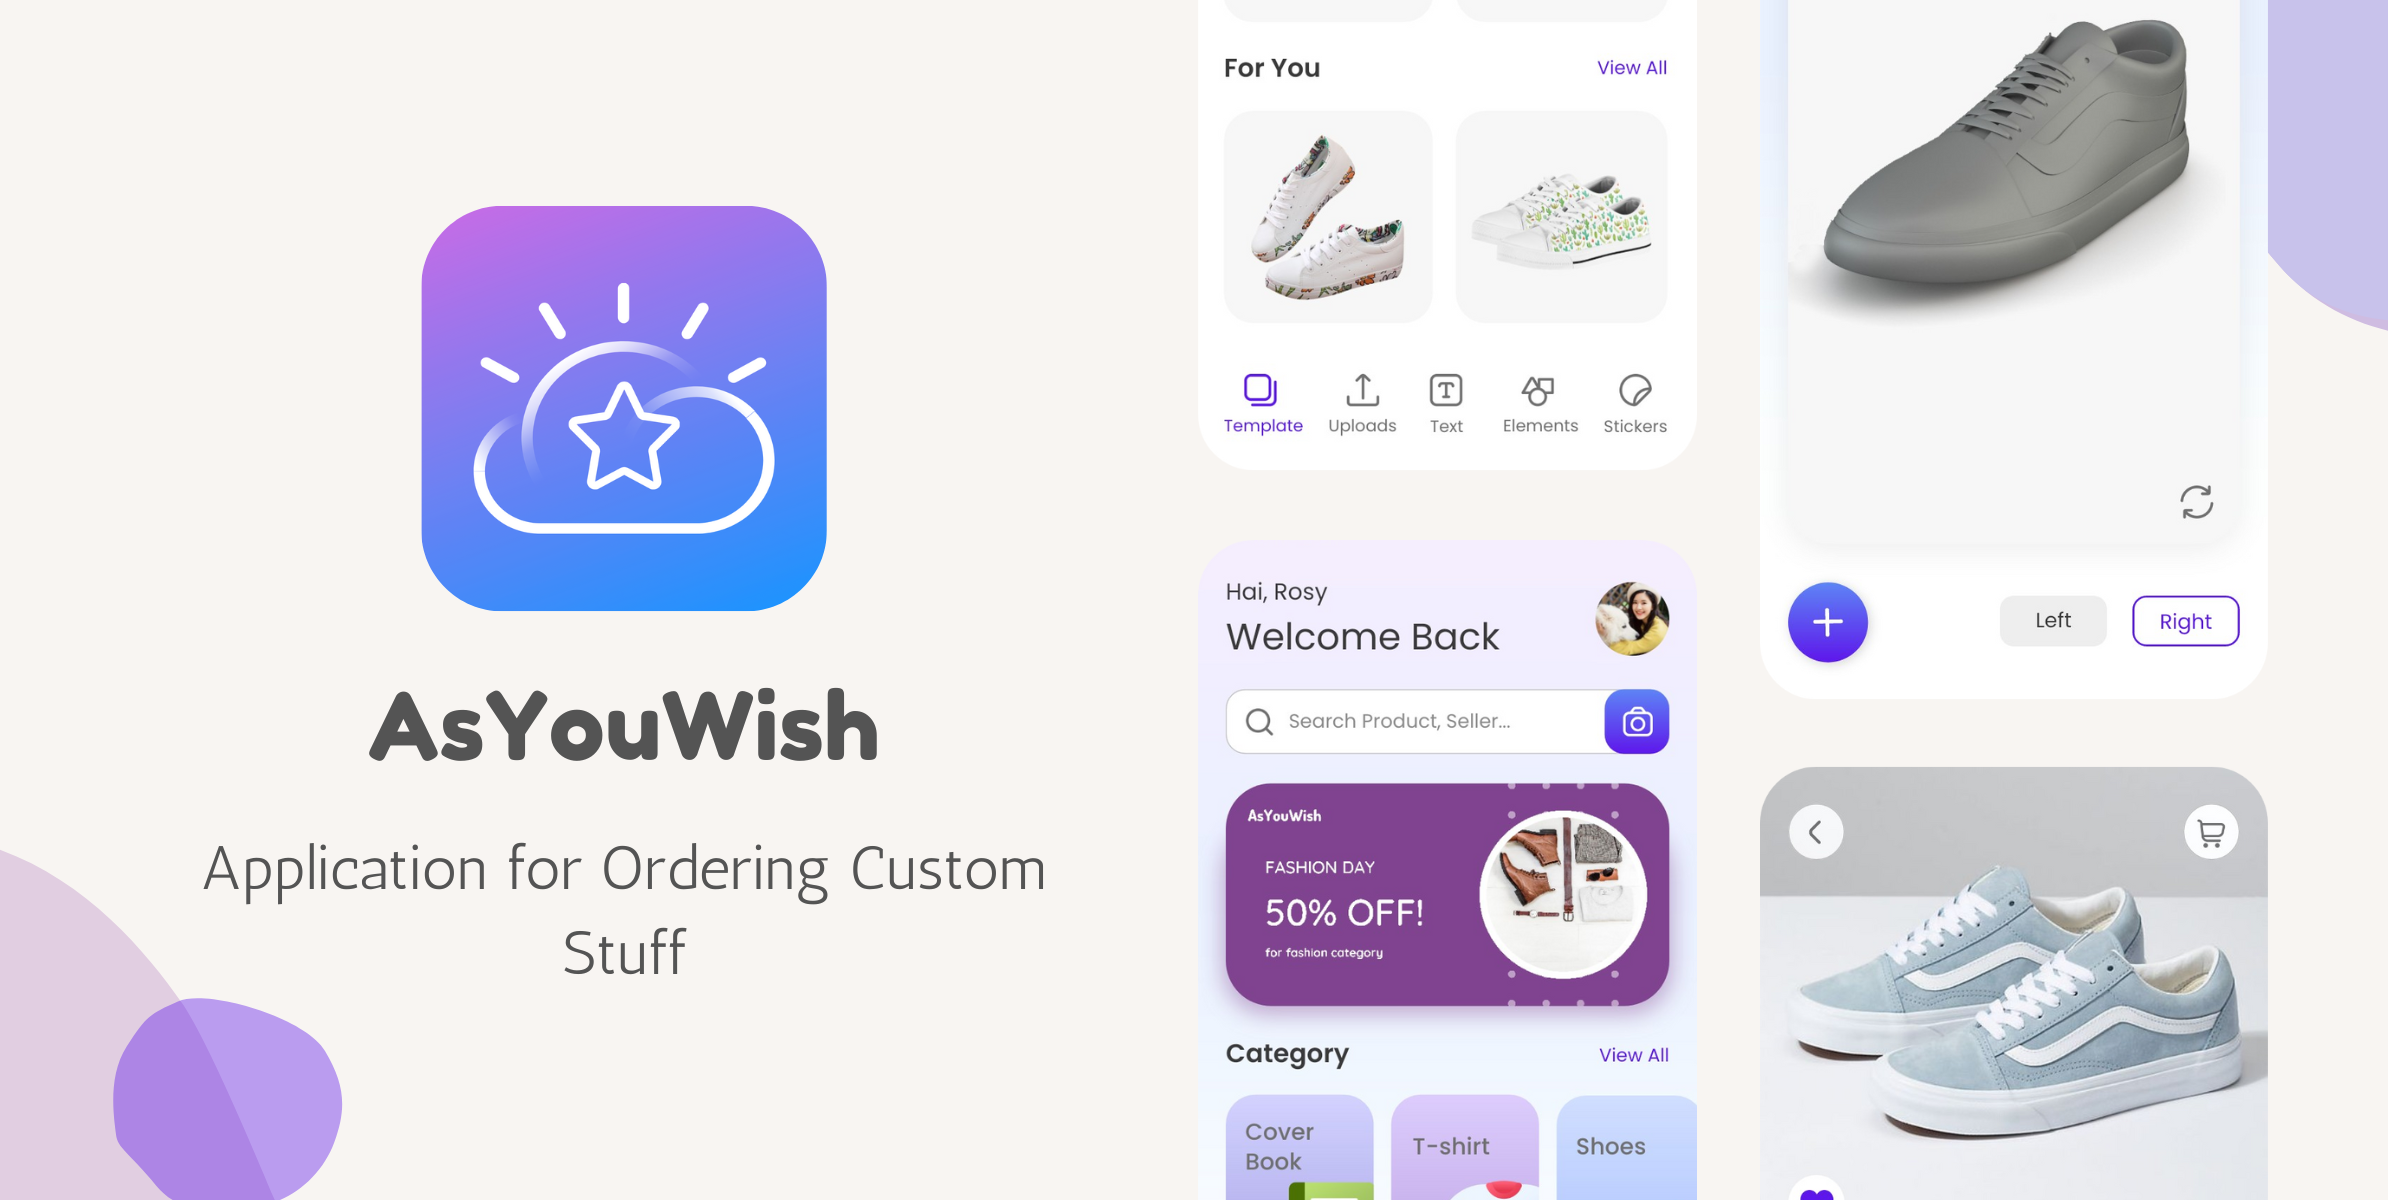 AsYouWish
Application for Ordering Custom
Stuff
For You
View All
Template
Uploads
Text
Elements
Stickers
Hai, Rosy
Welcome Back
Search Product, Seller...
AsYouWish
FASHION DAY
50% OFF!
for fashion category
Category
View All
Cover
Book
T-shirt
Shoes
Left
Right